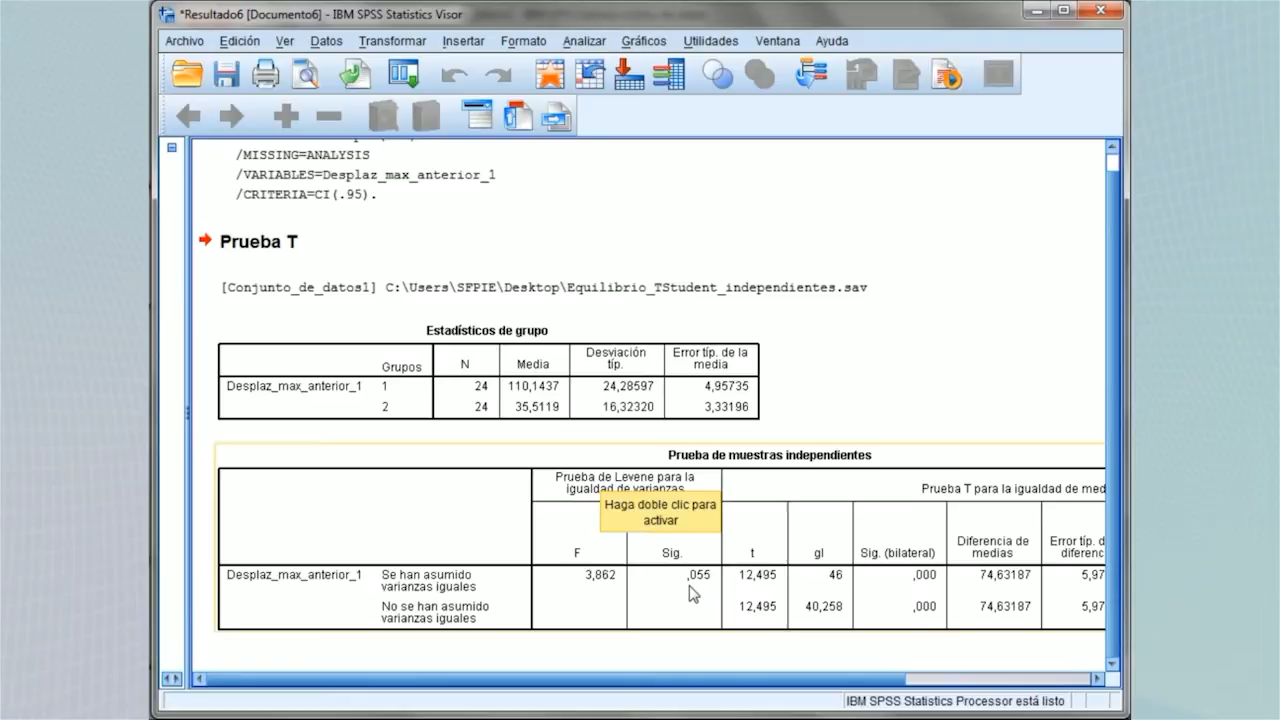 *Resultado6 [Documento6] - IBM SPSS Statistics Visor
Archivo Edición Ver Datos Transformar Insertar Formato Analizar Gráficos Utilidades Ventana Ayuda
/MISSING=ANALYSIS
/VARIABLES=Desplaz_max_anterior_1
/CRITERIA=CI(.95).
Prueba T
[Conjunto_de_datos1] C:\Users\SFPIE\Desktop\Equilibrio_TStudent_independientes.sav
Estadísticos de grupo
Grupos N Media Desviación típ. Error típ. de la media
Desplaz_max_anterior_1 1 24 110,1437 24,28597 4,95735
2 24 35,5119 16,32320 3,33196
Prueba de muestras independientes
Prueba de Levene para la igualdad de varianzas
Prueba T para la igualdad de med
Haga doble clic para
activar
F Sig. t gl Sig. (bilateral) Diferencia de medias Error típ. d diferenc
Desplaz_max_anterior_1 Se han asumido varianzas iguales 3,862 ,055 12,495 46 ,000 74,63187 5,97
No se han asumido varianzas iguales 12,495 40,258 ,000 74,63187 5,97
IBM SPSS Statistics Processor está listo